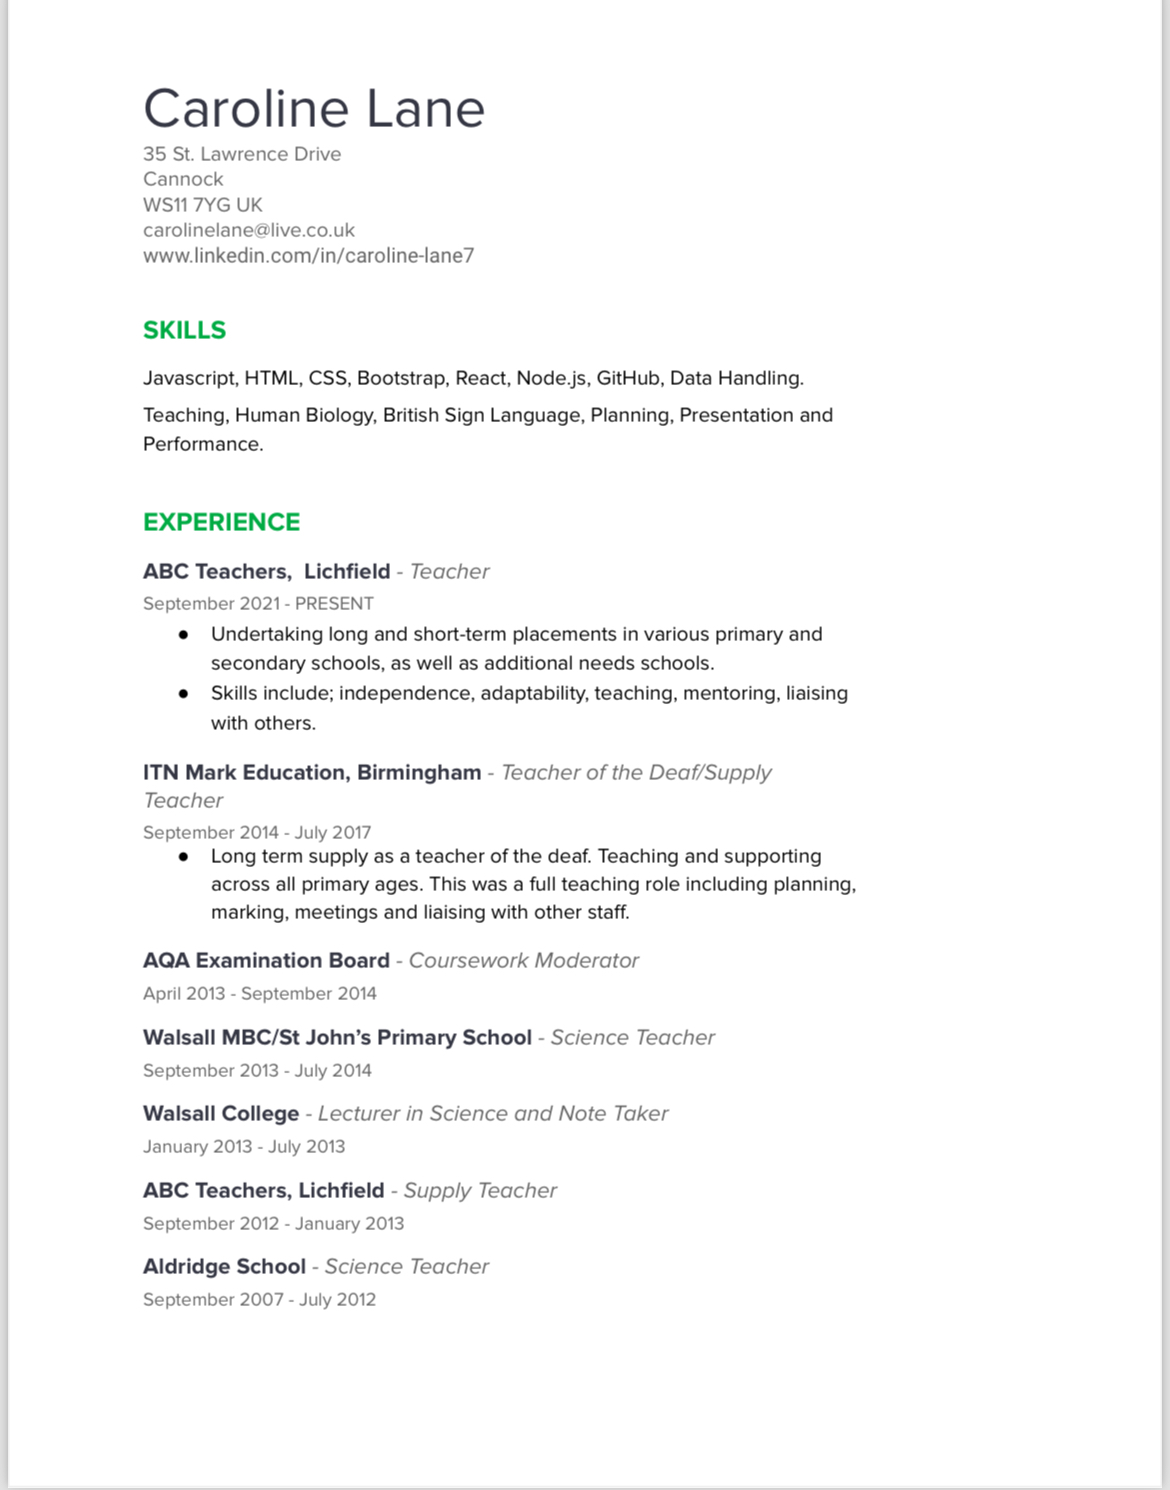 Caroline Lane
35 St. Lawrence Drive
Cannock
WS11 7YG UK
carolinelane@live.co.uk
www.linkedin.com/in/caroline-lane7
SKILLS
Javascript, HTML, CSS, Bootstrap, React, Node.js, GitHub, Data Handling.
Teaching, Human Biology, British Sign Language, Planning, Presentation and
Performance.
EXPERIENCE
ABC Teachers,  Lichfield - Teacher
September 2021 - PRESENT
● Undertaking long and short-term placements in various primary and
secondary schools, as well as additional needs schools.
● Skills include; independence, adaptability, teaching, mentoring, liaising
with others.
ITN Mark Education, Birmingham - Teacher of the Deaf/Supply
Teacher
September 2014 - July 2017
● Long term supply as a teacher of the deaf. Teaching and supporting
across all primary ages. This was a full teaching role including planning,
marking, meetings and liaising with other staff.
AQA Examination Board - Coursework Moderator
April 2013 - September 2014
Walsall MBC/St John’s Primary School - Science Teacher
September 2013 - July 2014
Walsall College - Lecturer in Science and Note Taker
January 2013 - July 2013
ABC Teachers, Lichfield - Supply Teacher
September 2012 - January 2013
Aldridge School - Science Teacher
September 2007 - July 2012